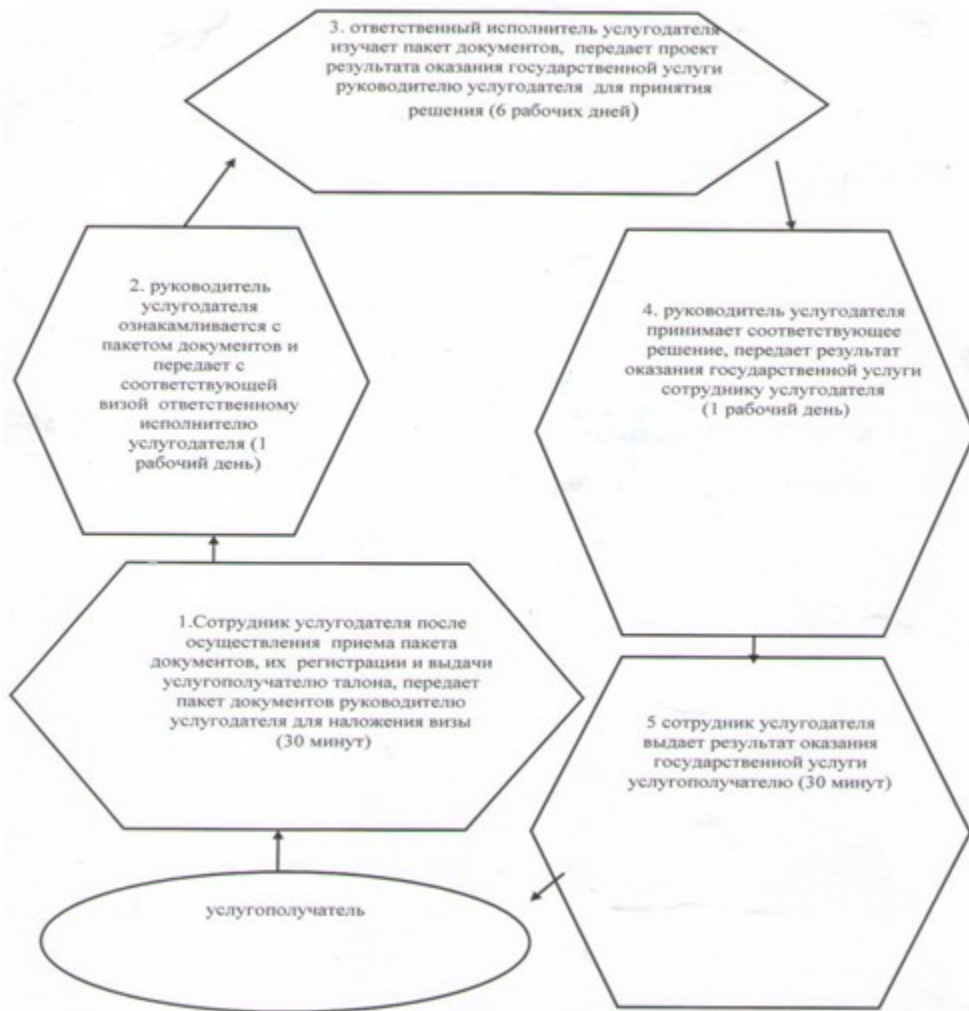 3. ответственный исполнитель услугодателя
изучает пакет документов, передает проект
результата оказания государственной услуги
руководителю услугодателя для принятия
решения (6 рабочих дней)
2. руководитель
услугодателя
ознакамливается с
пакетом документов и
передает с
соответствующей
визой ответственному
исполнителю
услугодателя (1
рабочий день)
4. руководитель услугодателя
принимает соответствующее
решение, передает результат
оказания государственной услуги
сотруднику услугодателя
(1 рабочий день)
1.Сотрудник услугодателя после
осуществления приема пакета
документов, их регистрации и выдачи
услугополучателю талона, передает
пакет документов руководителю
услугодателя для наложения визы
(30 минут)
5 сотрудник услугодателя
выдает результат оказания
государственной услуги
услугополучателю (30 минут)
услугополучатель